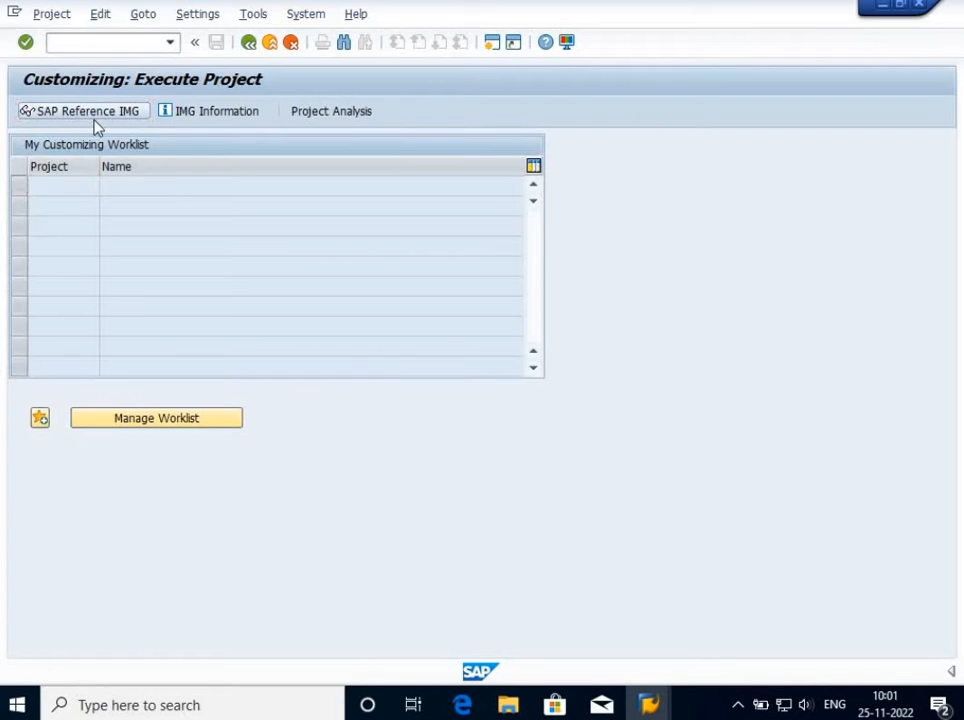 Project Edit Goto Settings Tools System Help
Customizing: Execute Project
SAP Reference IMG IMG Information Project Analysis
My Customizing Worklist
Project Name
Manage Worklist
SAP
Type here to search
ENG
10:01
25-11-2022
2